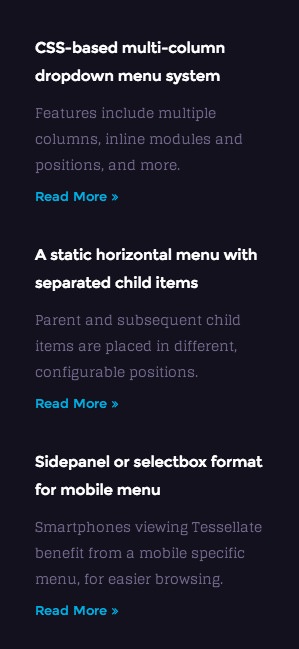 CSS-based multi-column
dropdown menu system
Features include multiple
columns, inline modules and
positions, and more.
Read More »
A static horizontal menu with
separated child items
Parent and subsequent child
items are placed in different,
configurable positions.
Read More »
Sidepanel or selectbox format
for mobile menu
Smartphones viewing Tessellate
benefit from a mobile specific
menu, for easier browsing.
Read More »